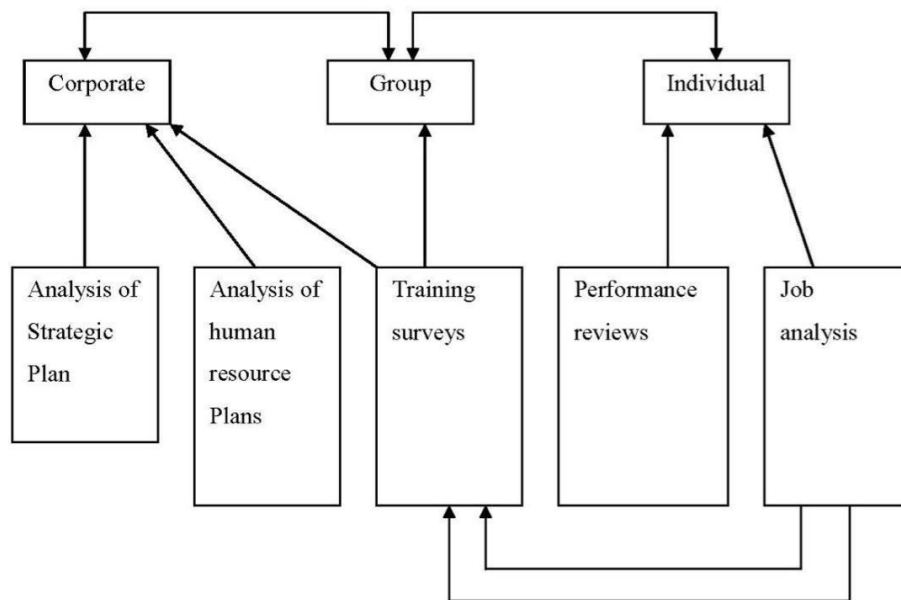 Corporate
Group
Individual
Analysis of
Strategic
Plan
Analysis of
human
resource
Plans
Training
surveys
Performance
reviews
Job
analysis